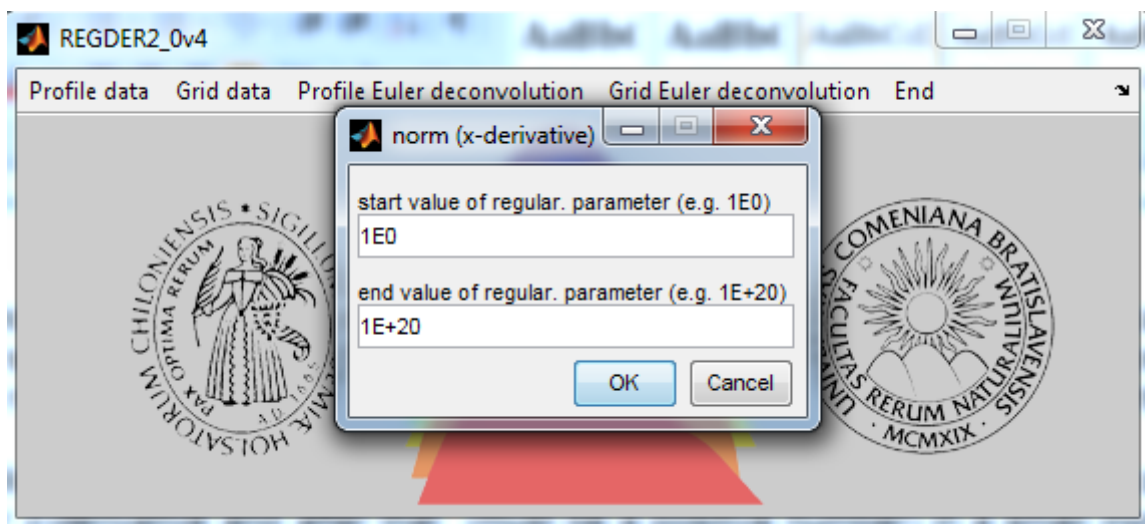 REGDER2_0v4
Profile data Grid data Profile Euler deconvolution Grid Euler deconvolution End
norm (x-derivative)
start value of regular. parameter (e.g. 1E0)
1E0
end value of regular. parameter (e.g. 1E+20)
1E+20
OK Cancel
CHILONIENSIS • SIGILLUM
HOLSATORUM
PAX OPTIMA RERUM
COMENIANA BRATISLAVENSIS
FACULTAS RERUM NATURALIUM
MCMXIX